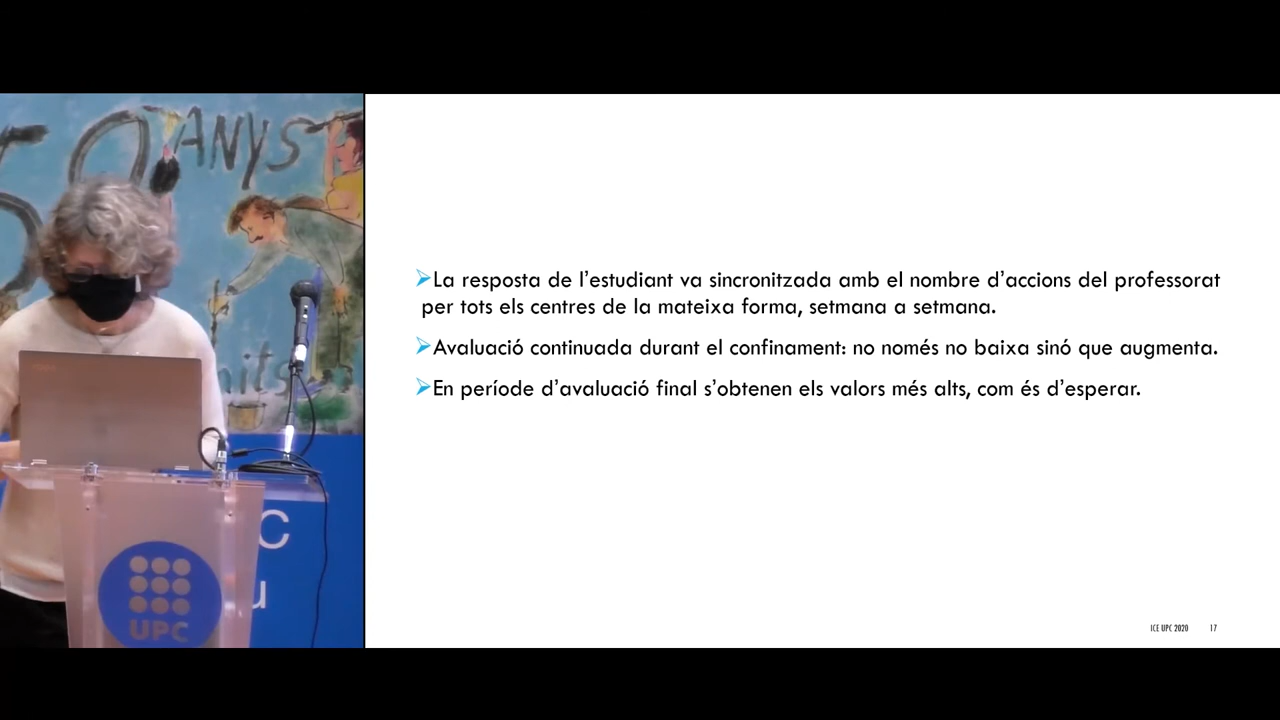 50 ANYS
nits
C
u
UPC
➢La resposta de l’estudiant va sincronitzada amb el nombre d’accions del professorat
per tots els centres de la mateixa forma, setmana a setmana.
➢Avaluació continuada durant el confinament: no només no baixa sinó que augmenta.
➢En període d’avaluació final s’obtenen els valors més alts, com és d’esperar.
ICE UPC 2020 17